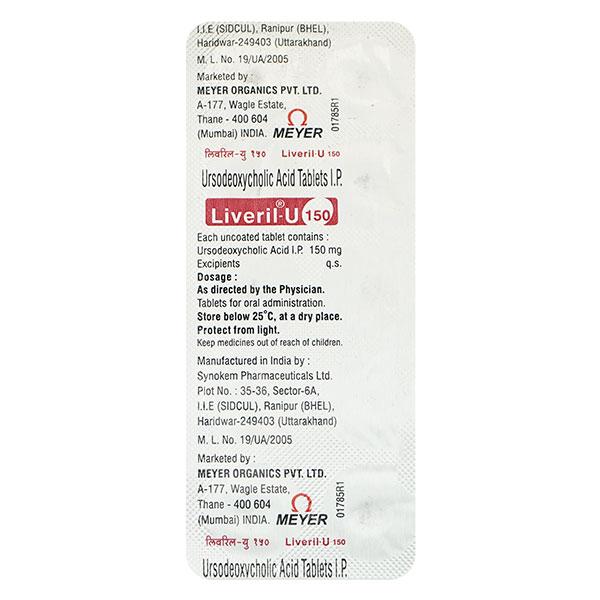 I.I.E (SIDCUL), Ranipur (BHEL),
Haridwar-249403 (Uttarakhand)
M. L. No. 19/UA/2005
Marketed by :
MEYER ORGANICS PVT. LTD.
A-177, Wagle Estate,
Thane - 400 604
(Mumbai) INDIA.
MEYER
01785R1
लिवरिल-यु १५० Liveril-U 150
Ursodeoxycholic Acid Tablets I.P.
Liveril®-U 150
Each uncoated tablet contains :
Ursodeoxycholic Acid I.P. 150 mg
Excipients q.s.
Dosage :
As directed by the Physician.
Tablets for oral administration.
Store below 25°C, at a dry place.
Protect from light.
Keep medicines out of reach of children.
Manufactured in India by :
Synokem Pharmaceuticals Ltd.
Plot No. : 35-36, Sector-6A,
I.I.E (SIDCUL), Ranipur (BHEL),
Haridwar-249403 (Uttarakhand)
M. L. No. 19/UA/2005
Marketed by :
MEYER ORGANICS PVT. LTD.
A-177, Wagle Estate,
Thane - 400 604
(Mumbai) INDIA.
MEYER
01785R1
लिवरिल-यु १५० Liveril-U 150
Ursodeoxycholic Acid Tablets I.P.